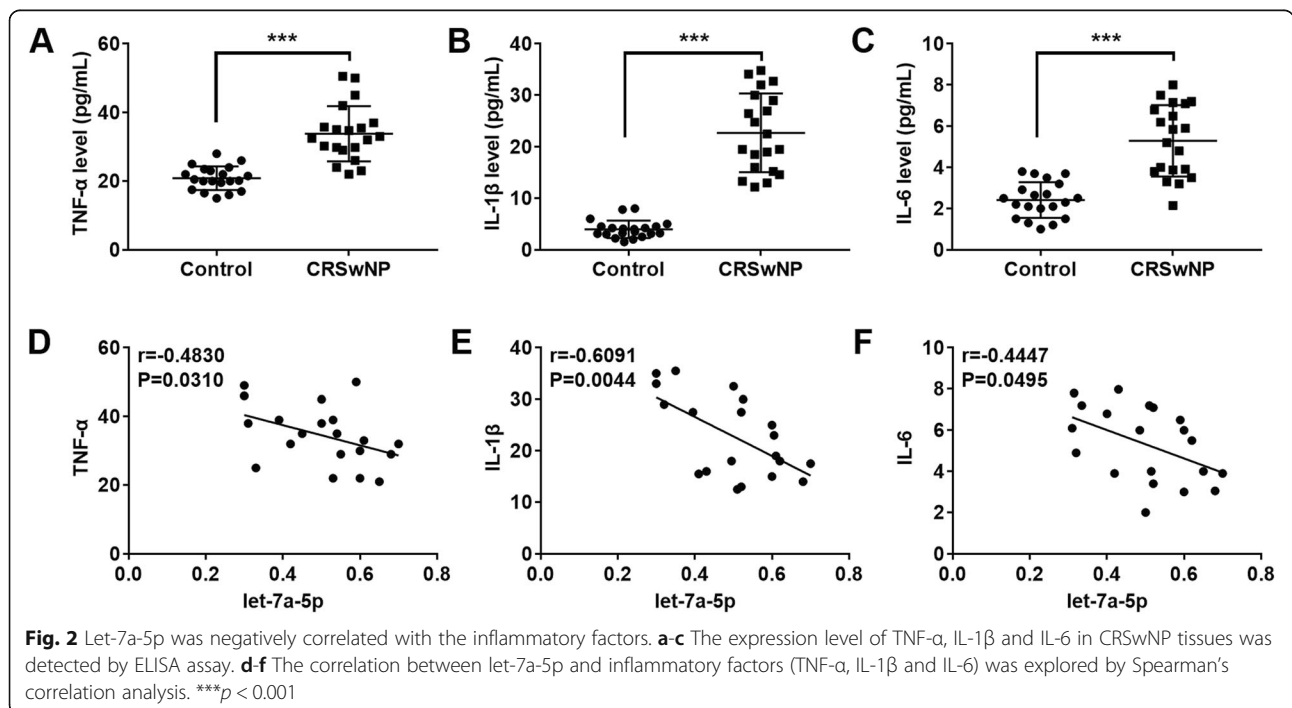 A
B
C
***
***
***
TNF-α level (pg/mL)
60
40
20
0
Control
CRSwNP
IL-1β level (pg/mL)
40
30
20
10
0
Control
CRSwNP
IL-6 level (pg/mL)
10
8
6
4
2
0
Control
CRSwNP
D
E
F
r=-0.4830
P=0.0310
TNF-α
60
40
20
0
0.0
0.2
0.4
0.6
0.8
let-7a-5p
r=-0.6091
P=0.0044
IL-1β
40
30
20
10
0
0.0
0.2
0.4
0.6
0.8
let-7a-5p
r=-0.4447
P=0.0495
IL-6
8
6
4
2
0
0.0
0.2
0.4
0.6
0.8
let-7a-5p
Fig. 2 Let-7a-5p was negatively correlated with the inflammatory factors. a-c The expression level of TNF-α, IL-1β and IL-6 in CRSwNP tissues was
detected by ELISA assay. d-f The correlation between let-7a-5p and inflammatory factors (TNF-α, IL-1β and IL-6) was explored by Spearman's
correlation analysis. ***p < 0.001